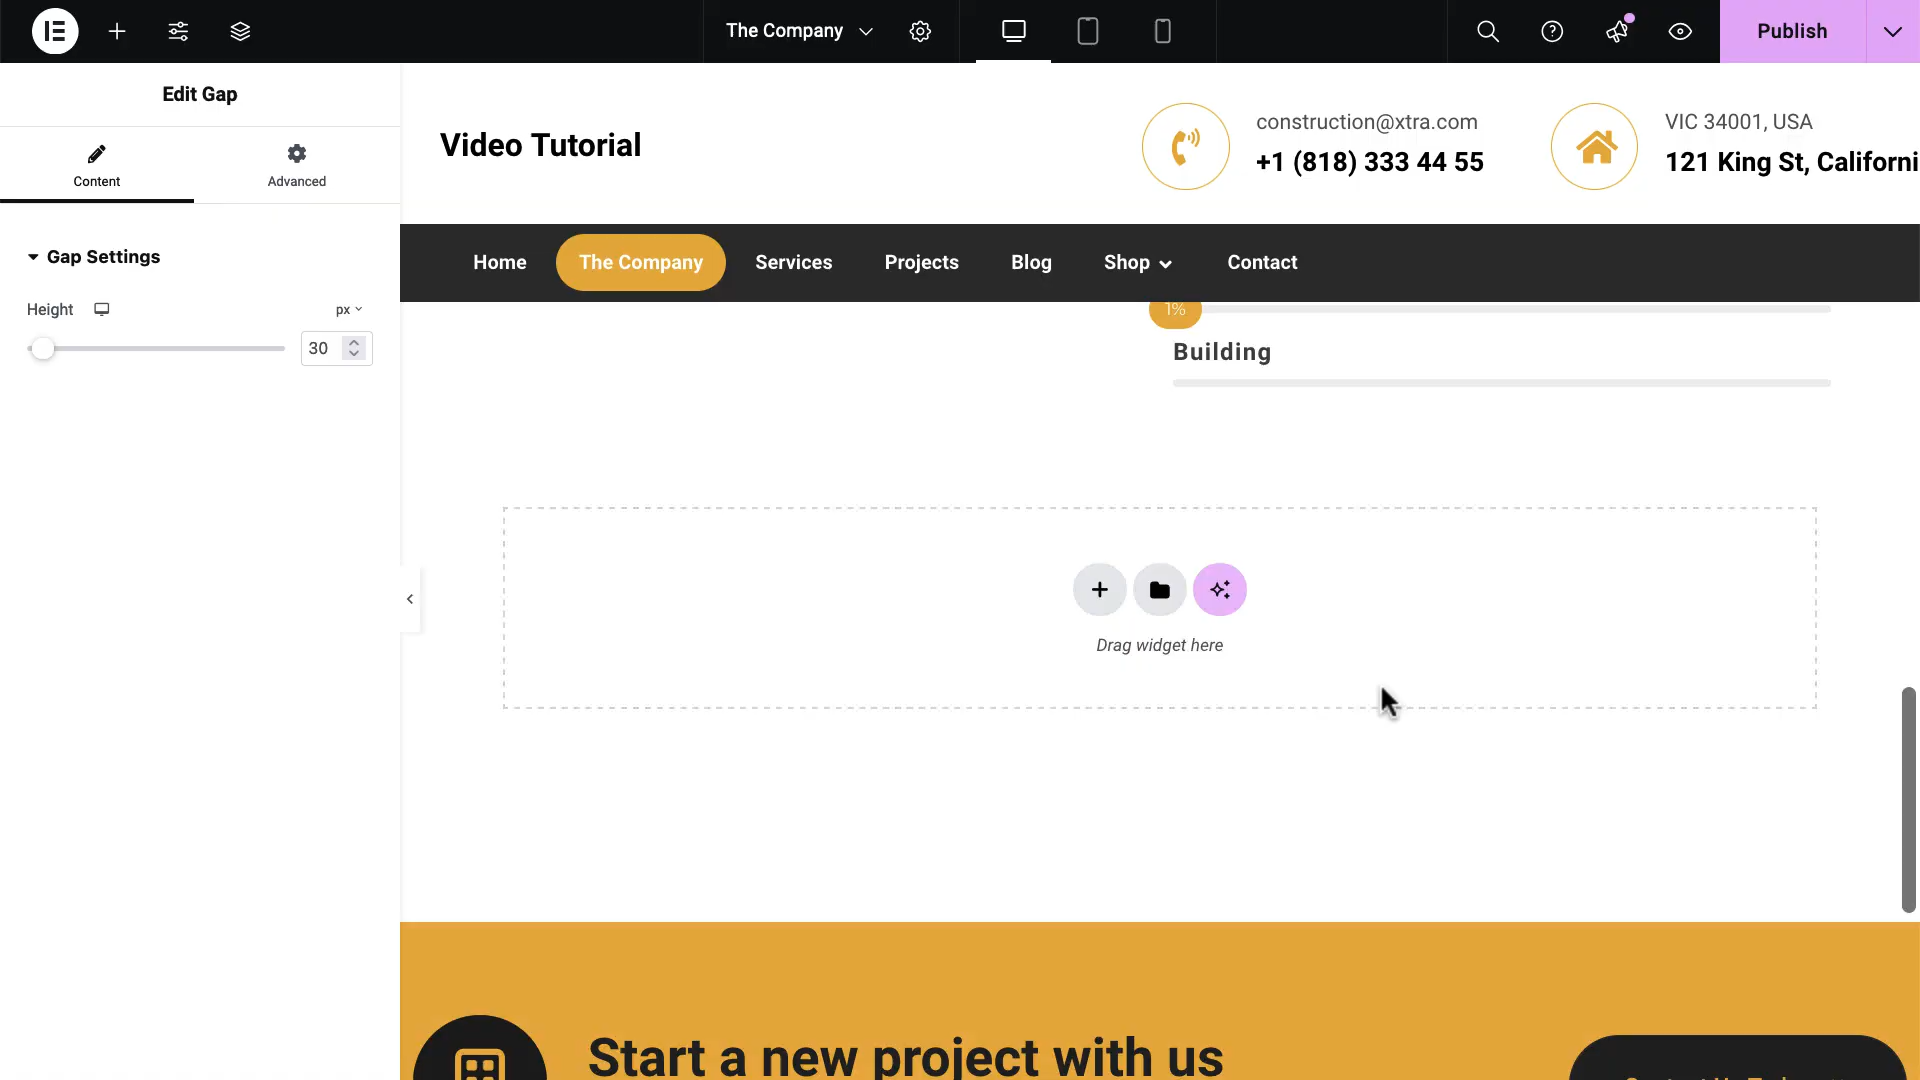 The Company
Publish
Edit Gap
Content
Advanced
Gap Settings
Height
px
30
Video Tutorial
construction@xtra.com
+1 (818) 333 44 55
VIC 34001, USA
121 King St, Californi
Home
The Company
Services
Projects
Blog
Shop
Contact
1%
Building
Drag widget here
Start a new project with us